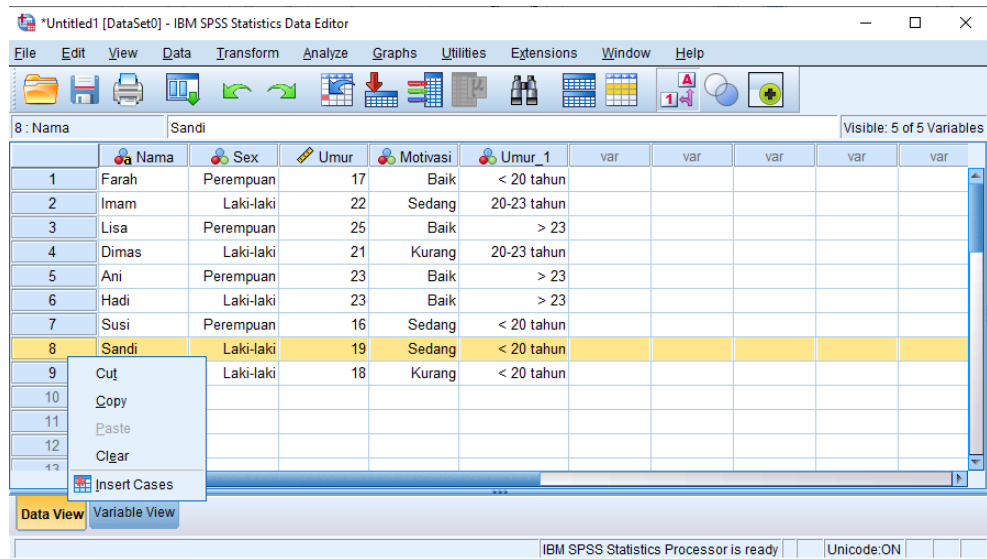 *Untitled1 [DataSet0] - IBM SPSS Statistics Data Editor
File Edit View Data Transform Analyze Graphs Utilities Extensions Window Help
8 : Nama Sandi Visible: 5 of 5 Variables
Nama Sex Umur Motivasi Umur_1 var var var var var
1 Farah Perempuan 17 Baik < 20 tahun
2 Imam Laki-laki 22 Sedang 20-23 tahun
3 Lisa Perempuan 25 Baik > 23
4 Dimas Laki-laki 21 Kurang 20-23 tahun
5 Ani Perempuan 23 Baik > 23
6 Hadi Laki-laki 23 Baik > 23
7 Susi Perempuan 16 Sedang < 20 tahun
8 Sandi Laki-laki 19 Sedang < 20 tahun
9 Laki-laki 18 Kurang < 20 tahun
10
11
12
13
Cut
Copy
Paste
Clear
Insert Cases
Data View Variable View
IBM SPSS Statistics Processor is ready Unicode:ON